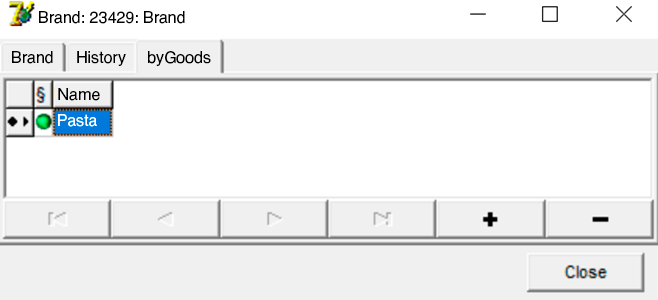 Brand: 23429: Brand
Brand History byGoods
§ Name
Pasta
Close